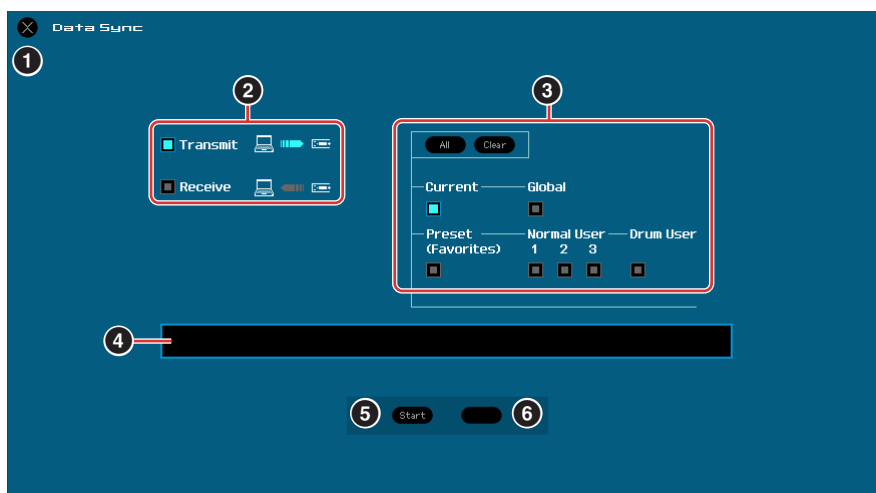 Data Sync
1
2
3
Transmit
Receive
All Clear
Current Global
Preset Normal User Drum User
(Favorites) 1 2 3
4
5 Start 6